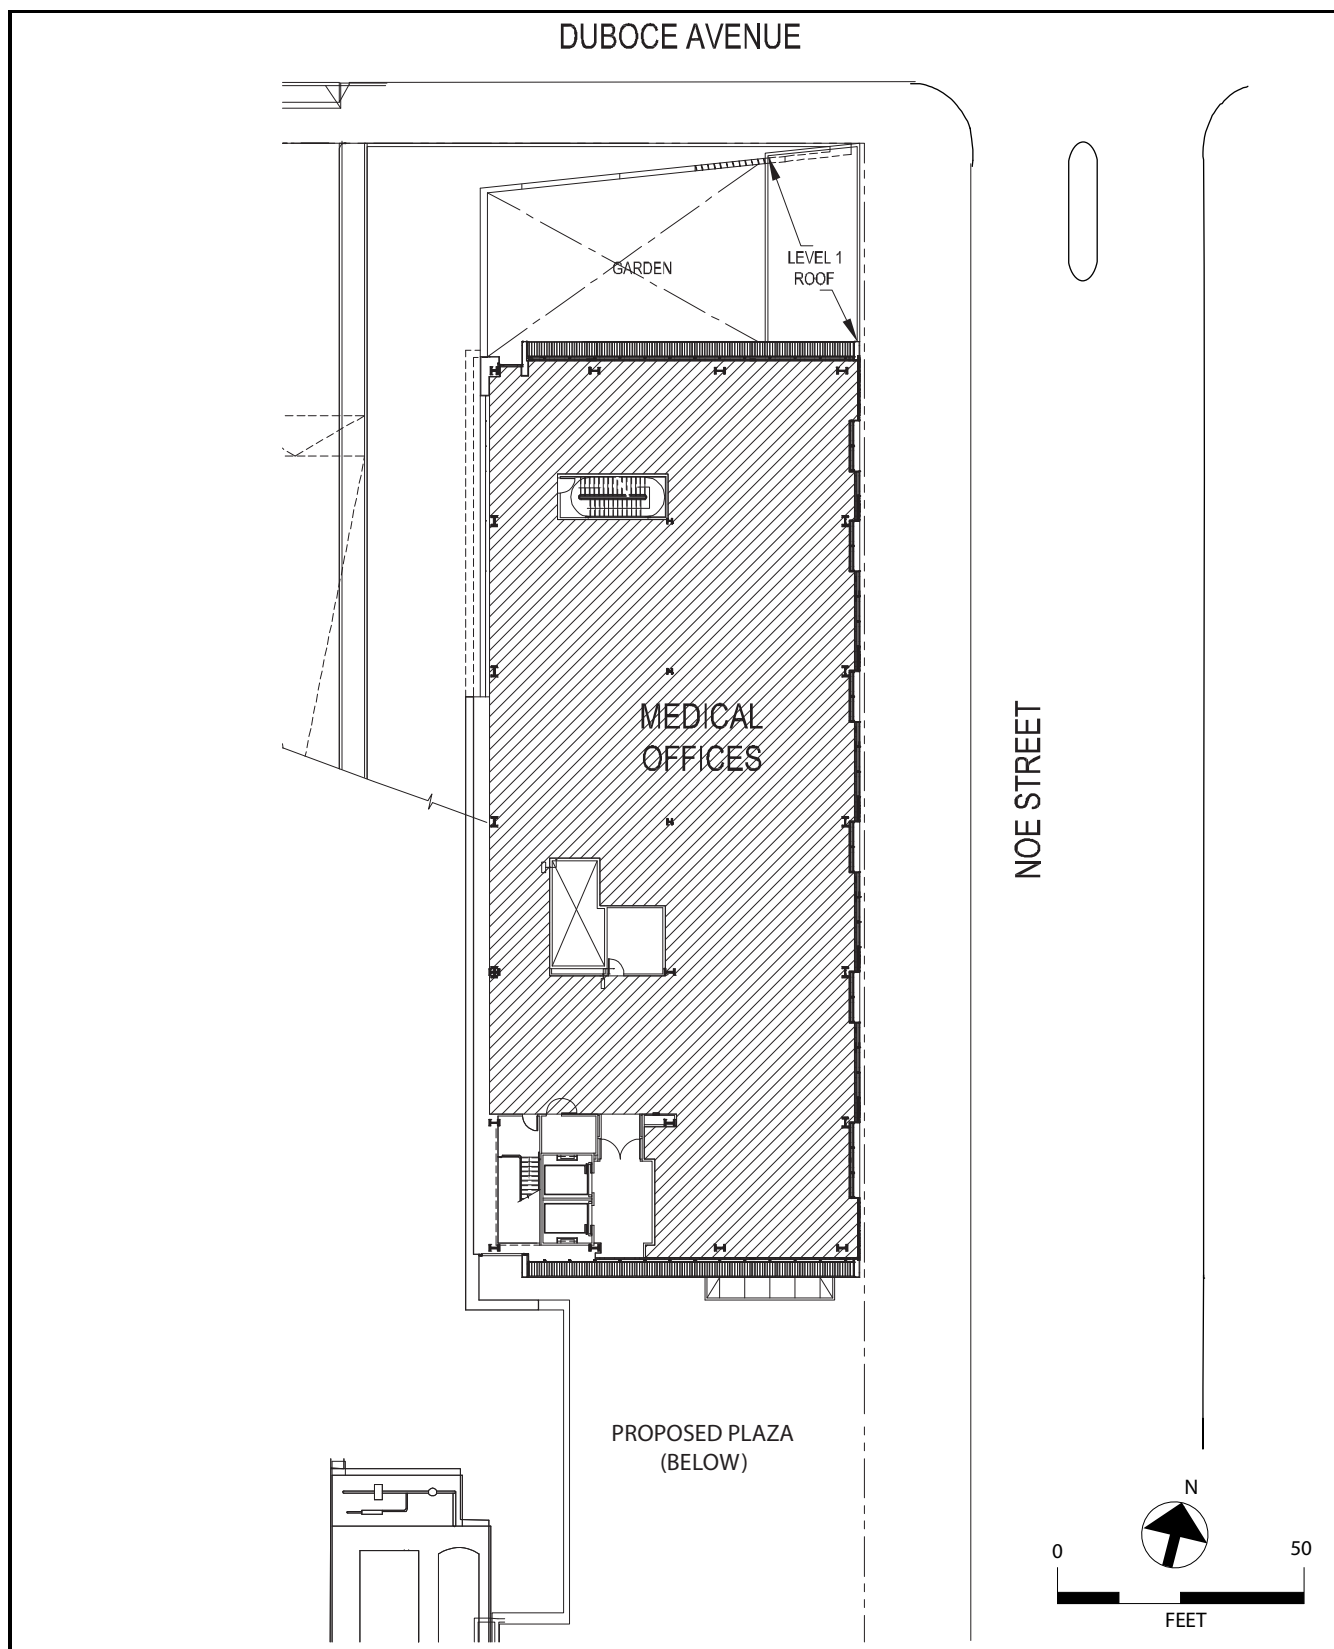 DUBOCE AVENUE
LEVEL 1
ROOF
GARDEN
MEDICAL
OFFICES
NOE STREET
PROPOSED PLAZA
(BELOW)
N
0 50
FEET